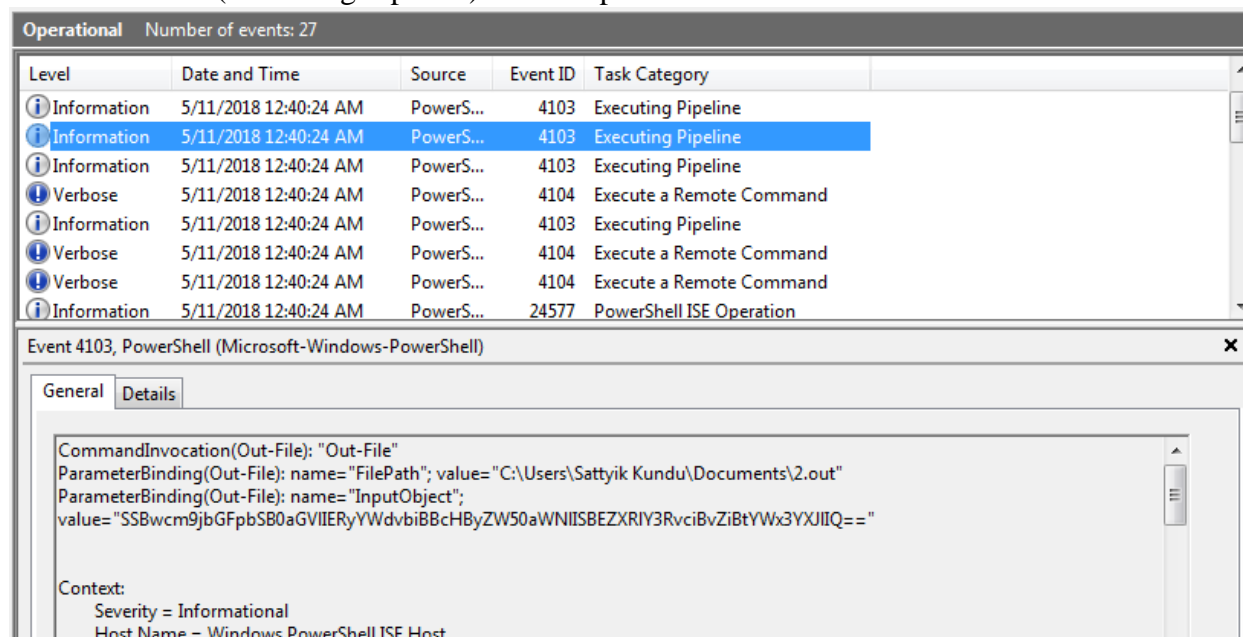 Operational Number of events: 27
Level Date and Time Source Event ID Task Category
Information 5/11/2018 12:40:24 AM PowerS... 4103 Executing Pipeline
Information 5/11/2018 12:40:24 AM PowerS... 4103 Executing Pipeline
Information 5/11/2018 12:40:24 AM PowerS... 4103 Executing Pipeline
Verbose 5/11/2018 12:40:24 AM PowerS... 4104 Execute a Remote Command
Information 5/11/2018 12:40:24 AM PowerS... 4103 Executing Pipeline
Verbose 5/11/2018 12:40:24 AM PowerS... 4104 Execute a Remote Command
Verbose 5/11/2018 12:40:24 AM PowerS... 4104 Execute a Remote Command
Information 5/11/2018 12:40:24 AM PowerS... 24577 PowerShell ISE Operation
Event 4103, PowerShell (Microsoft-Windows-PowerShell)
General Details
CommandInvocation(Out-File): "Out-File"
ParameterBinding(Out-File): name="FilePath"; value="C:\Users\Sattyik Kundu\Documents\2.out"
ParameterBinding(Out-File): name="InputObject";
value="SSBwcm9jbGFpbSB0aGVlIERyYWdvbiBBcHByZW50aWNlISBEZXRlY3RvciBvZiBtYWx3YXJlIQ=="
Context:
Severity = Informational
Host Name = Windows PowerShell ISE Host